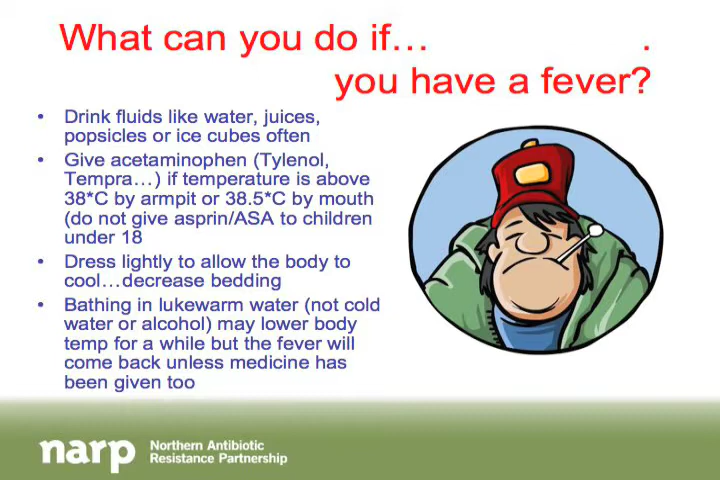 What can you do if… .
you have a fever?
• Drink fluids like water, juices,
popsicles or ice cubes often
• Give acetaminophen (Tylenol,
Tempra…) if temperature is above
38*C by armpit or 38.5*C by mouth
(do not give asprin/ASA to children
under 18
• Dress lightly to allow the body to
cool…decrease bedding
• Bathing in lukewarm water (not cold
water or alcohol) may lower body
temp for a while but the fever will
come back unless medicine has
been given too
narp
Northern Antibiotic
Resistance Partnership